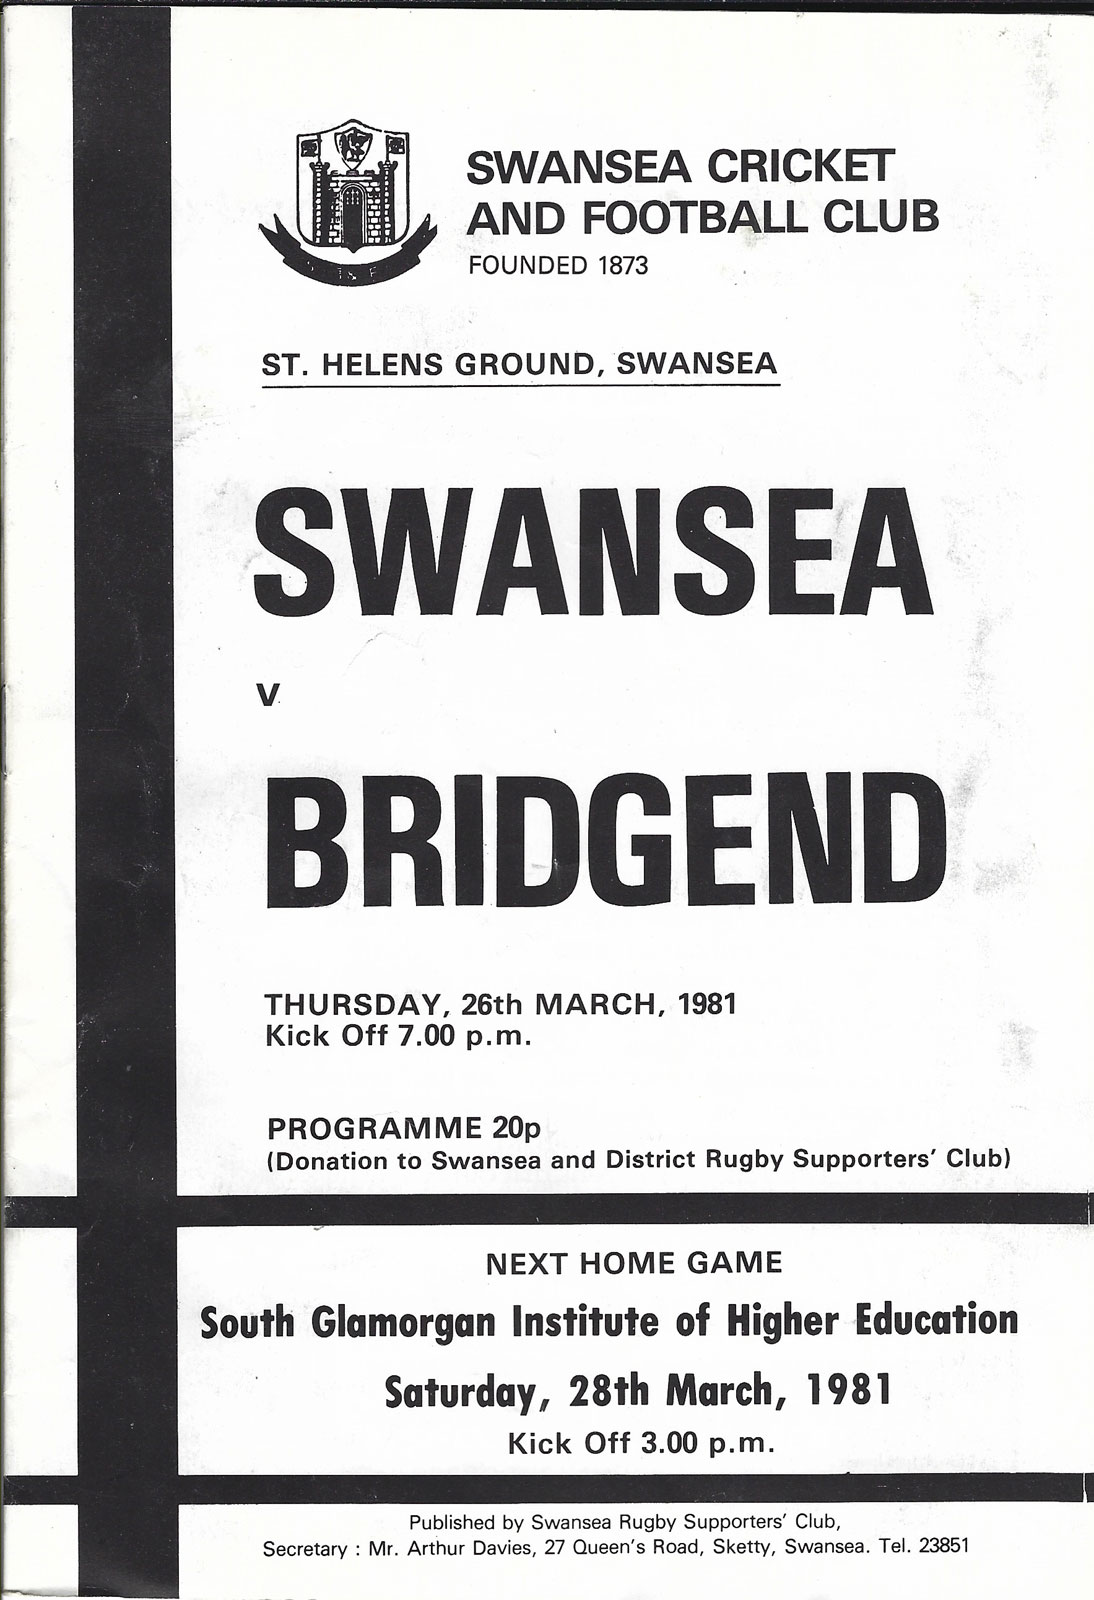 SWANSEA CRICKET
AND FOOTBALL CLUB
FOUNDED 1873
ST. HELENS GROUND, SWANSEA
SWANSEA
v
BRIDGEND
THURSDAY, 26th MARCH, 1981
Kick Off 7.00 p.m.
PROGRAMME 20p
(Donation to Swansea and District Rugby Supporters' Club)
NEXT HOME GAME
South Glamorgan Institute of Higher Education
Saturday, 28th March, 1981
Kick Off 3.00 p.m.
Published by Swansea Rugby Supporters' Club,
Secretary : Mr. Arthur Davies, 27 Queen's Road, Sketty, Swansea. Tel. 23851